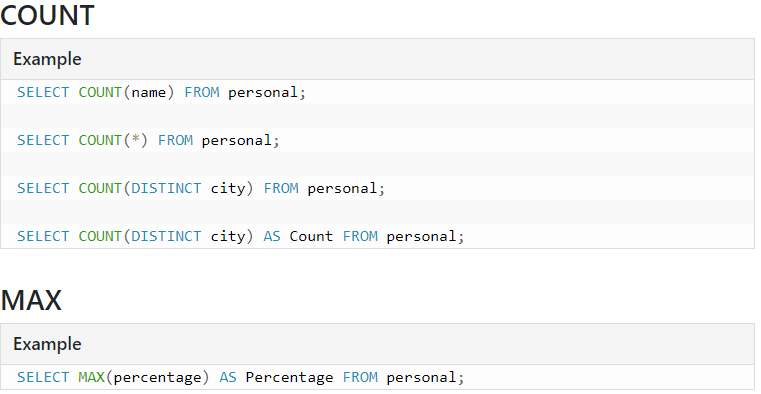 COUNT
Example
SELECT COUNT(name) FROM personal;
SELECT COUNT(*) FROM personal;
SELECT COUNT(DISTINCT city) FROM personal;
SELECT COUNT(DISTINCT city) AS Count FROM personal;
MAX
Example
SELECT MAX(percentage) AS Percentage FROM personal;